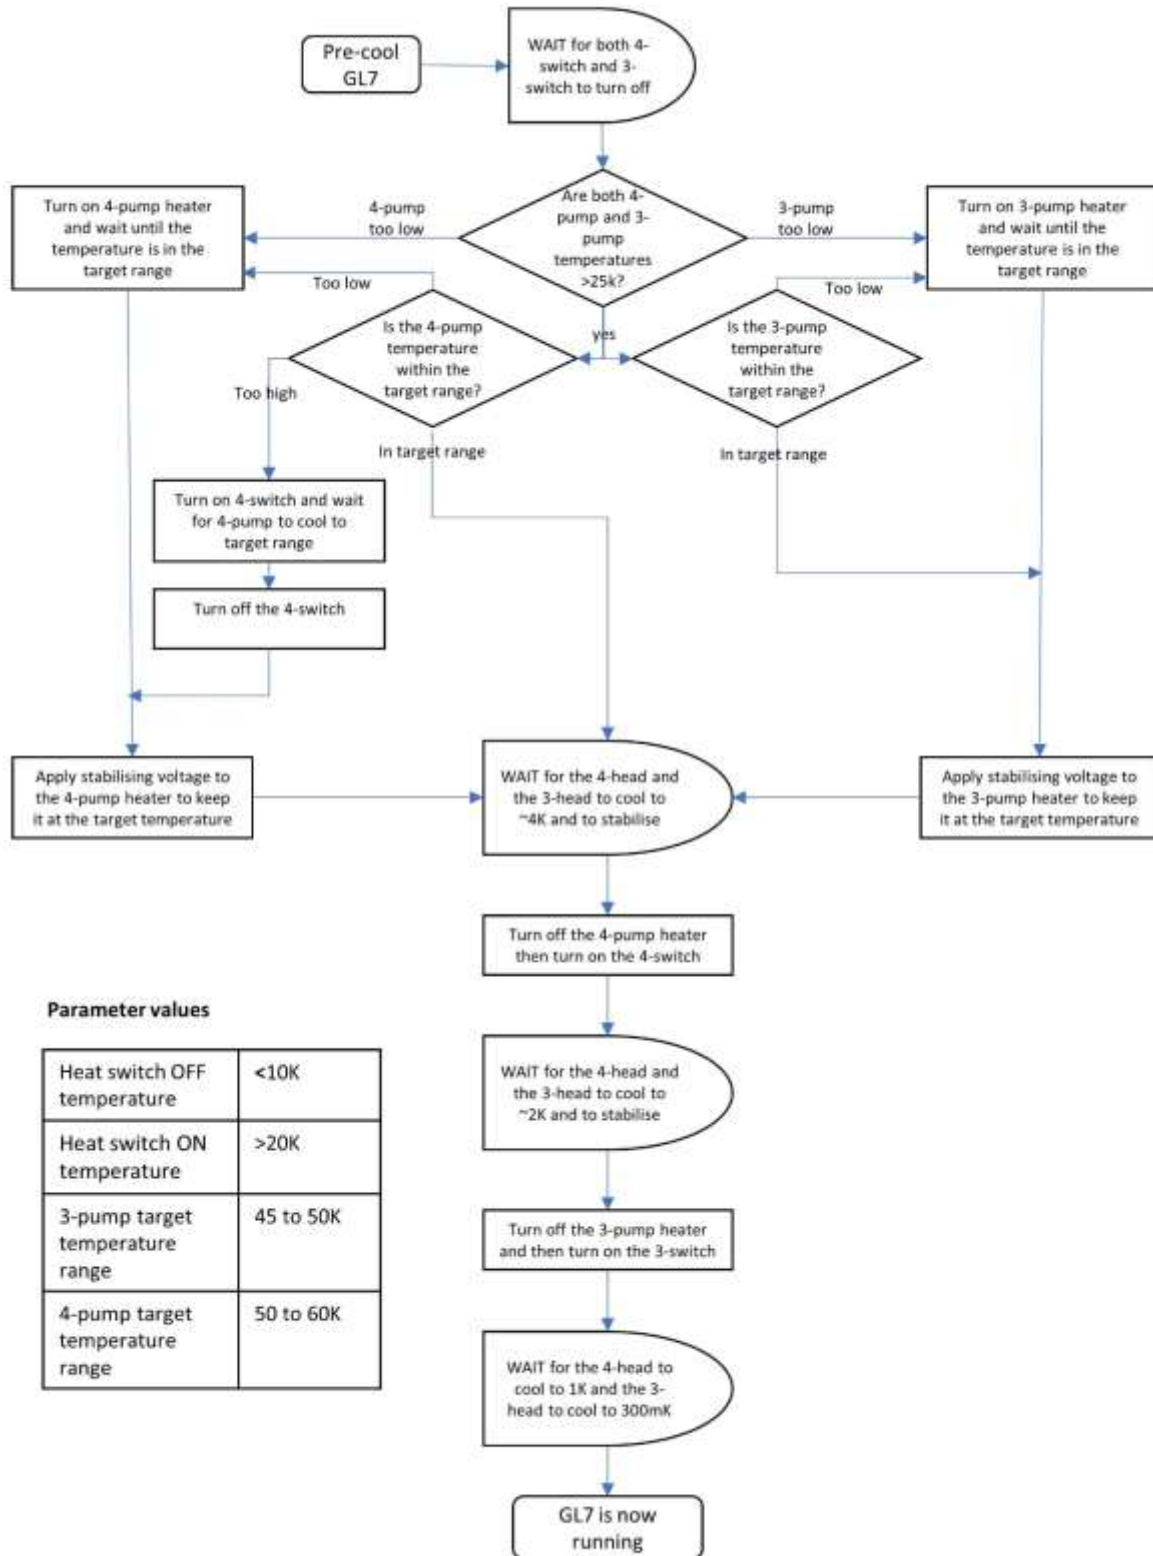 Pre-cool
GL7
WAIT for both 4-
switch and 3-
switch to turn off
Are both 4-
pump and 3-
pump
temperatures
>25k?
4-pump
too low
3-pump
too low
Turn on 4-pump heater
and wait until the
temperature is in the
target range
Turn on 3-pump heater
and wait until the
temperature is in the
target range
Too low
Too low
yes
Is the 4-pump
temperature
within the
target range?
Is the 3-pump
temperature
within the
target range?
Too high
In target range
In target range
Turn on 4-switch and wait
for 4-pump to cool to
target range
Turn off the 4-switch
Apply stabilising voltage to
the 4-pump heater to keep
it at the target temperature
WAIT for the 4-head and
the 3-head to cool to
~4K and to stabilise
Apply stabilising voltage to
the 3-pump heater to keep
it at the target temperature
Turn off the 4-pump heater
then turn on the 4-switch
WAIT for the 4-head and
the 3-head to cool to
~2K and to stabilise
Turn off the 3-pump heater
and then turn on the 3-switch
WAIT for the 4-head to
cool to 1K and the 3-
head to cool to 300mK
GL7 is now
running
Parameter values
Heat switch OFF
temperature
<10K
Heat switch ON
temperature
>20K
3-pump target
temperature
range
45 to 50K
4-pump target
temperature
range
50 to 60K